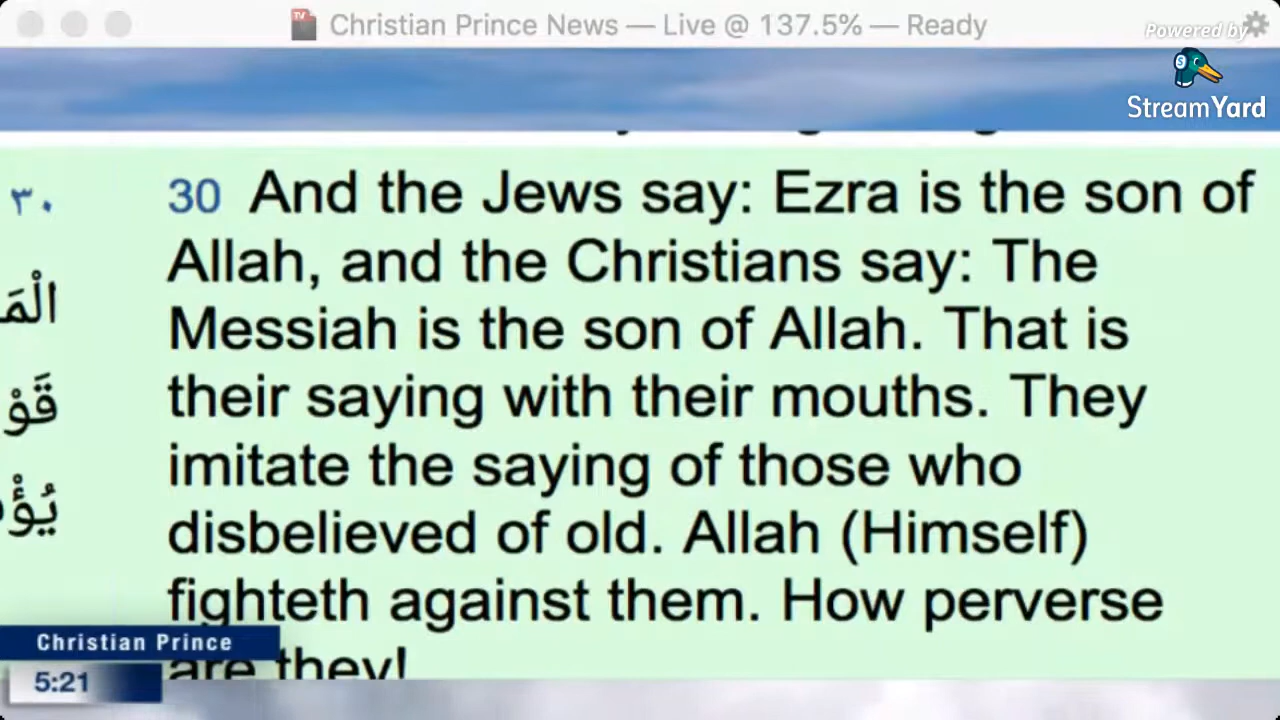 Christian Prince News — Live @ 137.5% — Ready
Powered by
StreamYard
٣٠
30 And the Jews say: Ezra is the son of
Allah, and the Christians say: The
Messiah is the son of Allah. That is
their saying with their mouths. They
imitate the saying of those who
disbelieved of old. Allah (Himself)
fighteth against them. How perverse
are they!
Christian Prince
5:21